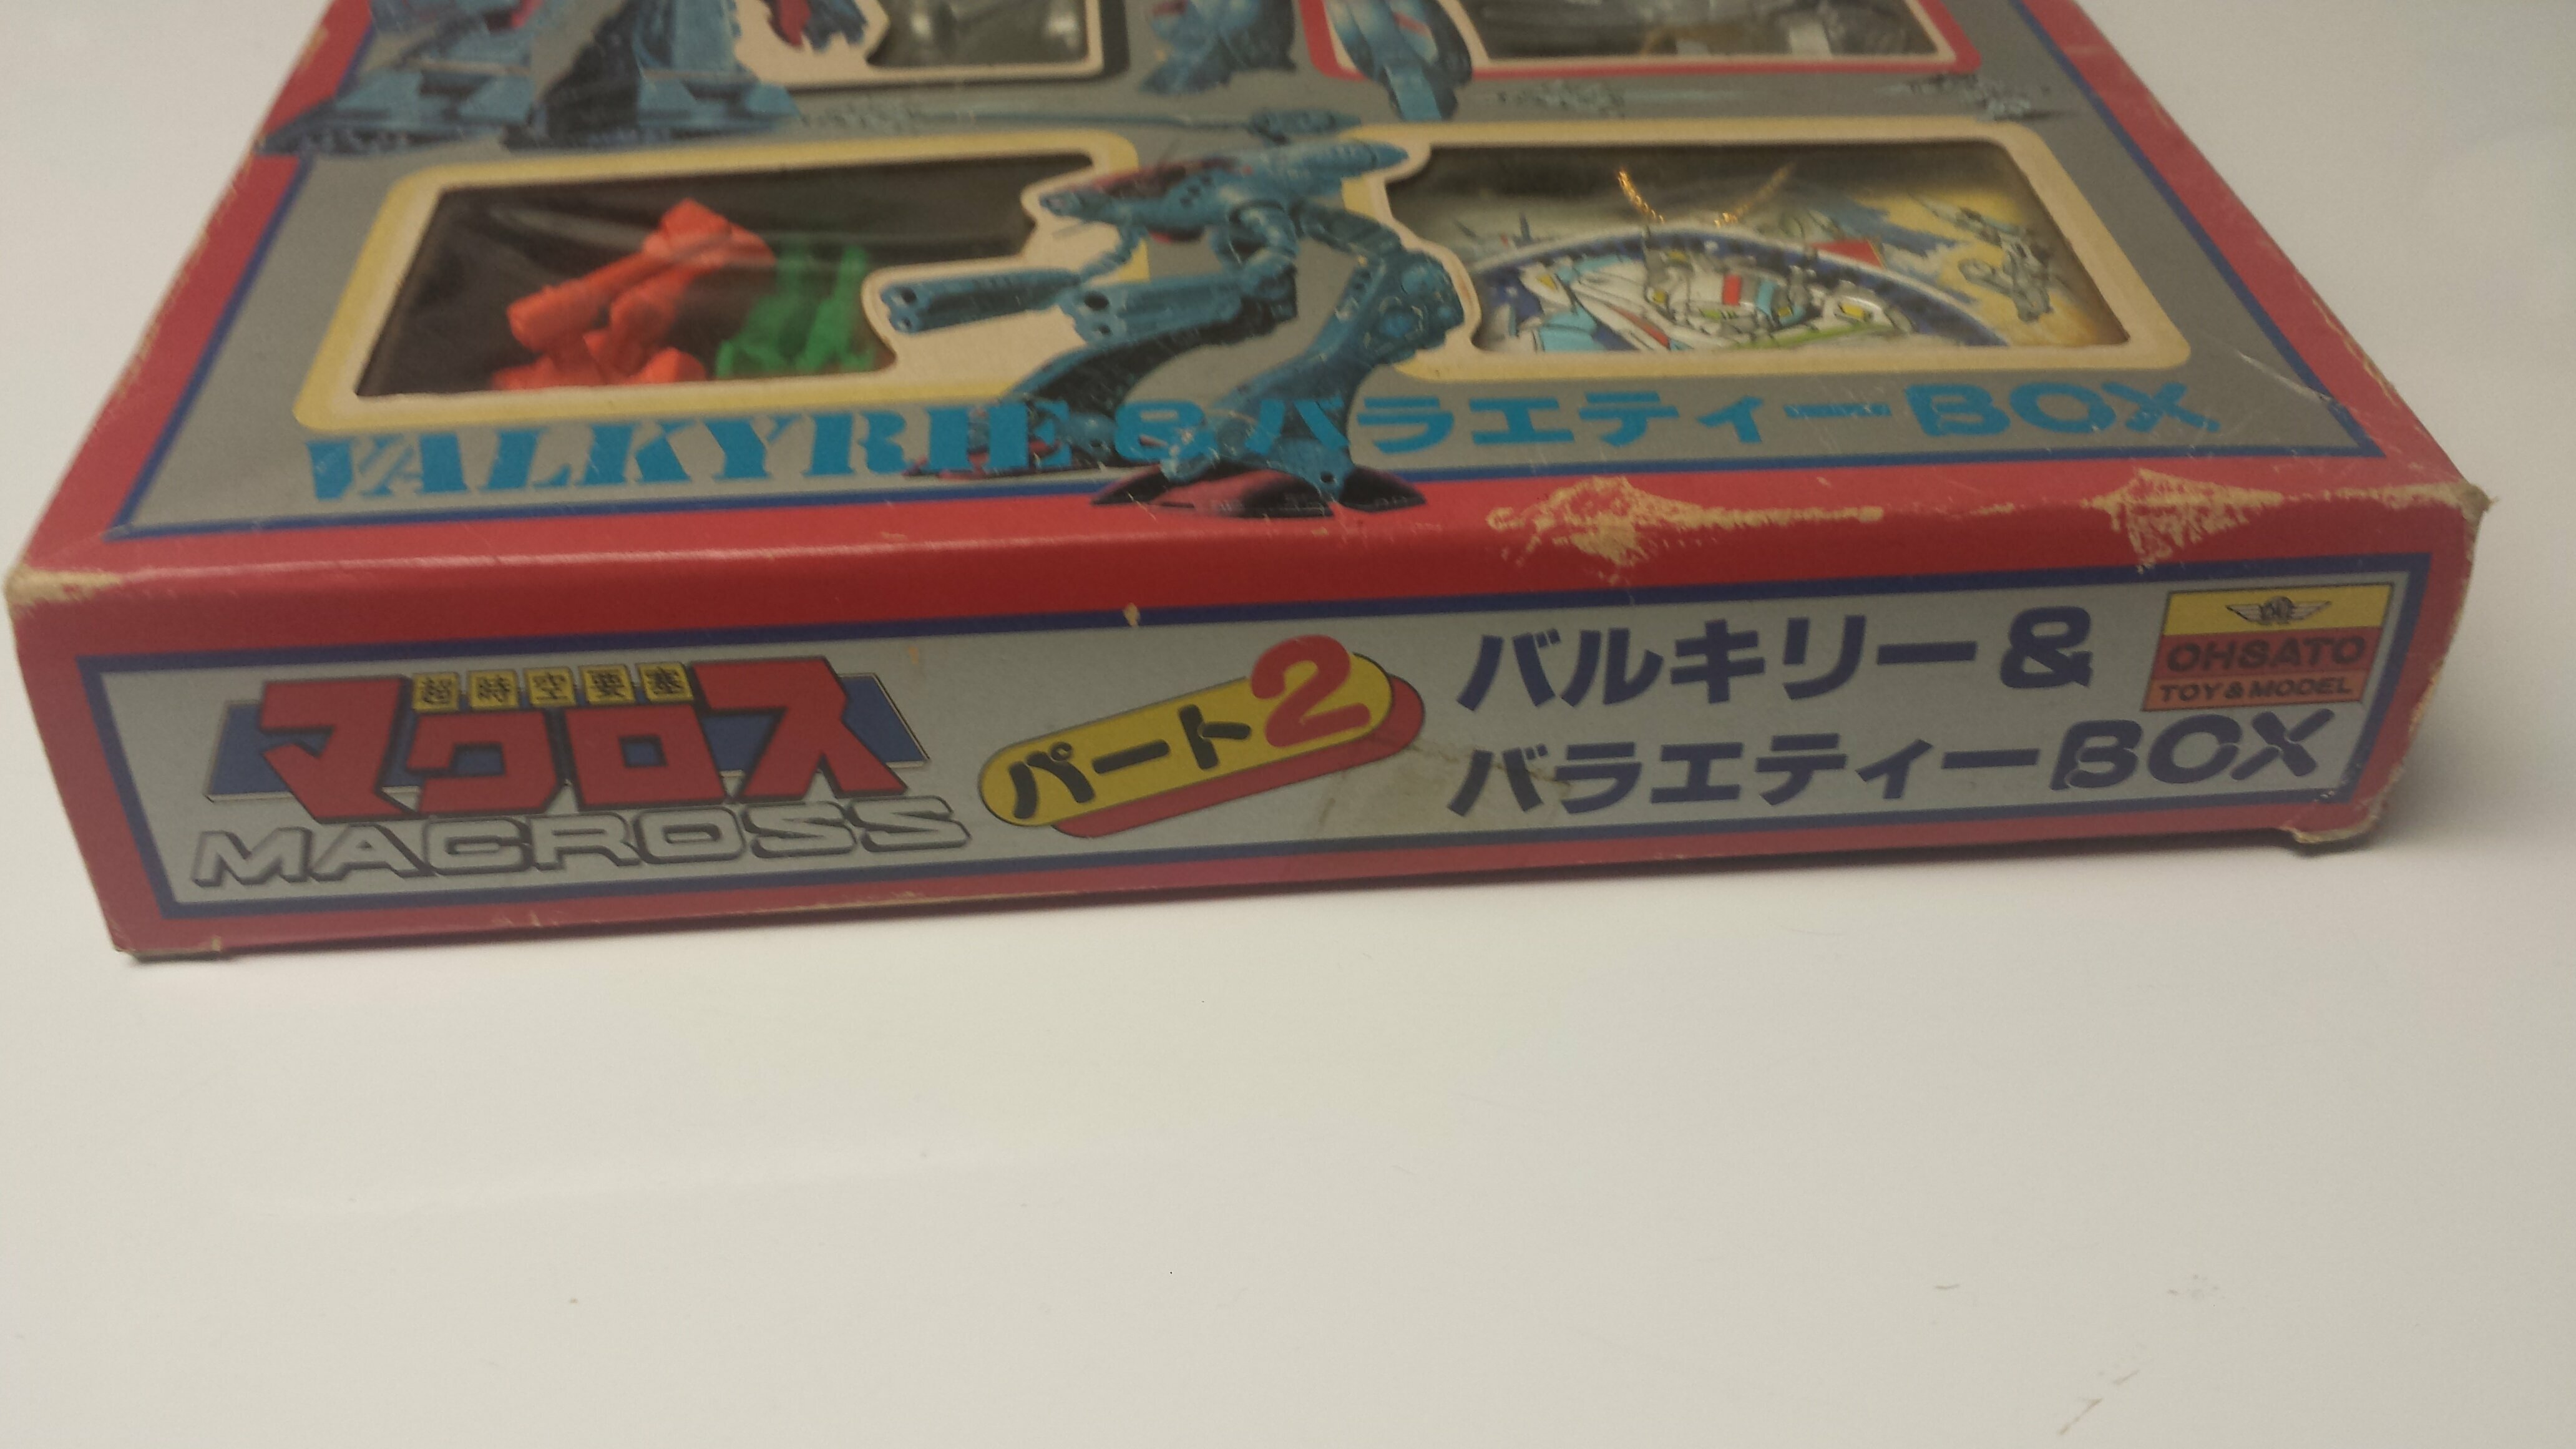 VALKYRIE & バラエティーBOX
超時空要塞
マクロス
MACROSS
パート2
バルキリー&
バラエティーBOX
OHSATO
TOY & MODEL